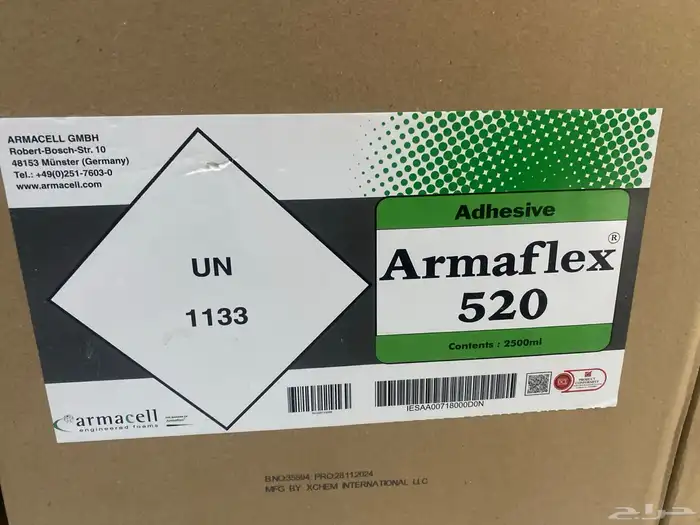 ARMACELL GMBH
Robert-Bosch-Str. 10
48153 Münster (Germany)
Tel.: +49(0)251-7603-0
www.armacell.com
Adhesive
Armaflex®
520
Contents : 2500ml
UN
1133
armacell
engineered foams
IESAA00718000D0N
PRODUCT
CONFORMITY
B.NO:35894 PRO:28112024
MFG BY XCHEM INTERNATIONAL LLC
حراج